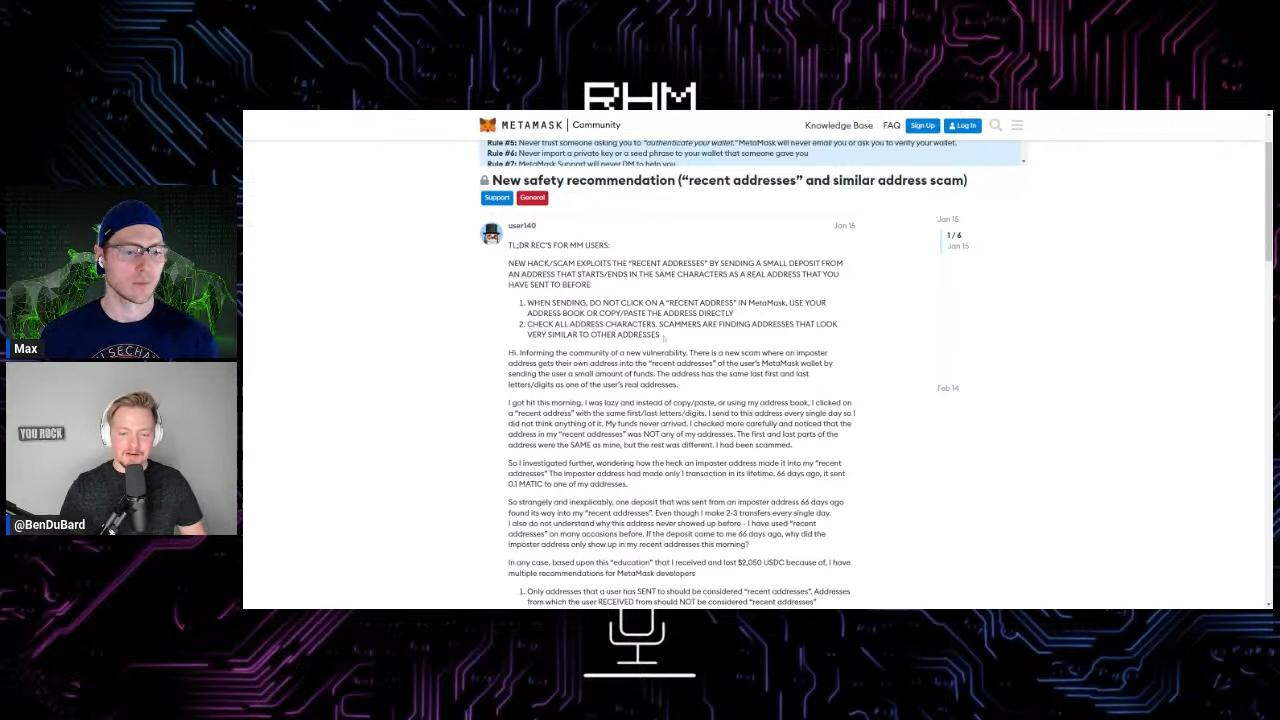 RHM
METAMASK | Community
Knowledge Base FAQ Sign Up Log In
Rule #5: Never trust someone asking you to "authenticate your wallet." MetaMask will never email you or ask you to verify your wallet.
Rule #6: Never import a private key or a seed phrase to your wallet that someone gave you
Rule #7: MetaMask Support will never DM to help you
New safety recommendation ("recent addresses" and similar address scam)
Support General
user140
Jan 15
TL;DR REC'S FOR MM USERS:
NEW HACK/SCAM EXPLOITS THE "RECENT ADDRESSES" BY SENDING A SMALL DEPOSIT FROM
AN ADDRESS THAT STARTS/ENDS IN THE SAME CHARACTERS AS A REAL ADDRESS THAT YOU
HAVE SENT TO BEFORE
1. WHEN SENDING, DO NOT CLICK ON A "RECENT ADDRESS" IN MetaMask. USE YOUR
ADDRESS BOOK OR COPY/PASTE THE ADDRESS DIRECTLY
2. CHECK ALL ADDRESS CHARACTERS. SCAMMERS ARE FINDING ADDRESSES THAT LOOK
VERY SIMILAR TO OTHER ADDRESSES
Hi. Informing the community of a new vulnerability. There is a new scam where an imposter
address gets their own address into the "recent addresses" of the user's MetaMask wallet by
sending the user a small amount of funds. The address has the same last first and last
letters/digits as one of the user's real addresses.
I got hit this morning. I was lazy and instead of copy/paste, or using my address book, I clicked on
a "recent address" with the same first/last letters/digits. I send to this address every single day so I
did not think anything of it. My funds never arrived. I checked more carefully and noticed that the
address in my "recent addresses" was NOT any of my addresses. The first and last parts of the
address were the SAME as mine, but the rest was different. I had been scammed.
So I investigated further, wondering how the heck an imposter address made it into my "recent
addresses" The imposter address had made only 1 transaction in its lifetime. 66 days ago, it sent
0.1 MATIC to one of my addresses.
So strangely and inexplicably, one deposit that was sent from an imposter address 66 days ago
found its way into my "recent addresses". Even though I make 2-3 transfers every single day.
I also do not understand why this address never showed up before - I have used "recent
addresses" on many occasions before. If the deposit came to me 66 days ago, why did the
imposter address only show up in my recent addresses this morning?
In any case, based upon this "education" that I received and lost $2,050 USDC because of, I have
multiple recommendations for MetaMask developers
1. Only addresses that a user has SENT to should be considered "recent addresses". Addresses
from which the user RECEIVED from should NOT be considered "recent addresses"
Jan 15
1 / 6
Jan 15
Feb 14
Max
YOU ROCK
@BenDuBard